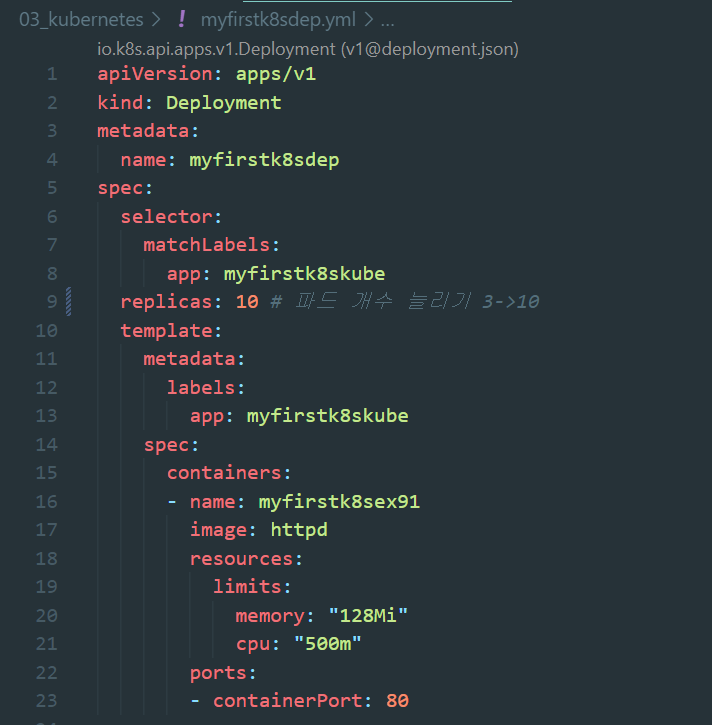 03_kubernetes > ! myfirstk8sdep.yml > ...
io.k8s.api.apps.v1.Deployment (v1@deployment.json)
1 apiVersion: apps/v1
2 kind: Deployment
3 metadata:
4   name: myfirstk8sdep
5 spec:
6   selector:
7     matchLabels:
8       app: myfirstk8skube
9   replicas: 10 # 파드 개수 늘리기 3->10
10   template:
11     metadata:
12       labels:
13         app: myfirstk8skube
14     spec:
15       containers:
16       - name: myfirstk8sex91
17         image: httpd
18         resources:
19           limits:
20             memory: "128Mi"
21             cpu: "500m"
22         ports:
23         - containerPort: 80